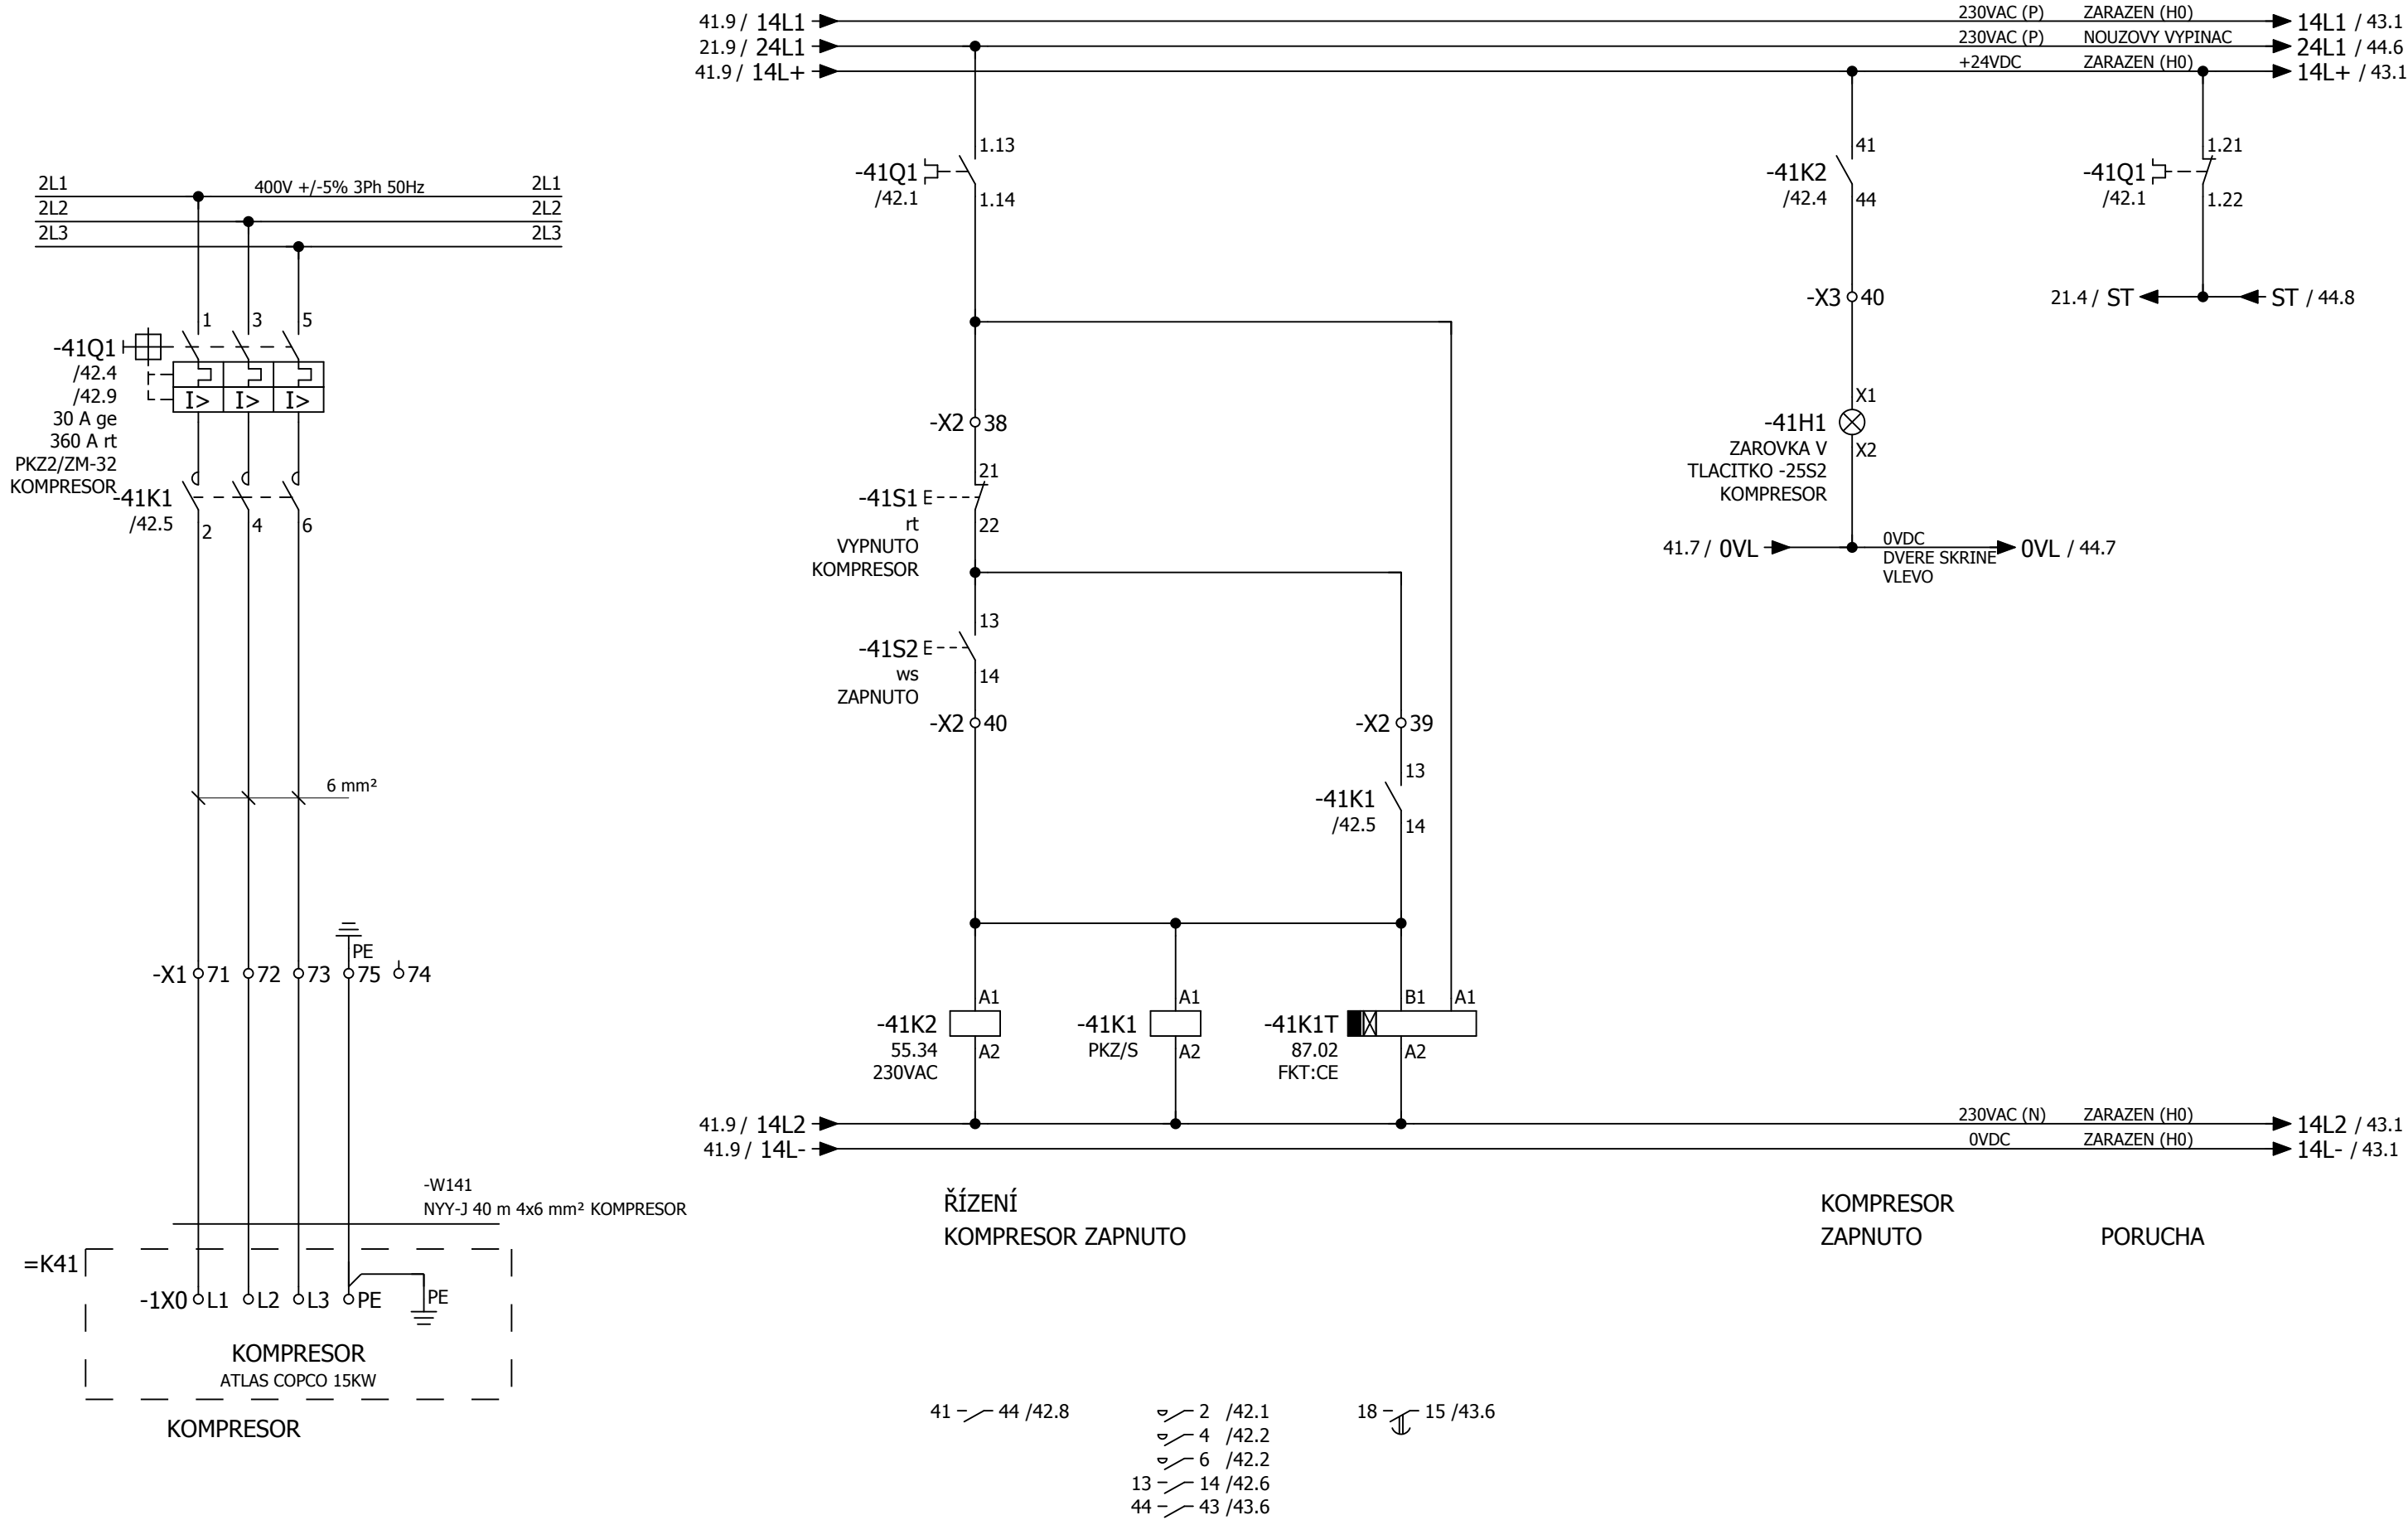 41.9 / 14L1
230VAC (P) ZARAZEN (H0)
14L1 / 43.1
21.9 / 24L1
230VAC (P) NOUZOVY VYPINAC
24L1 / 44.6
41.9 / 14L+
+24VDC ZARAZEN (H0)
14L+ / 43.1
2L1 400V +/-5% 3Ph 50Hz 2L1
2L2 2L2
2L3 2L3
1 3 5
-41Q1
/42.4
/42.9
30 A ge
360 A rt
PKZ2/ZM-32
KOMPRESOR
I> I> I>
-41K1
/42.5
2 4 6
6 mm²
PE
-X1 71 72 73 75 74
-W141
NYY-J 40 m 4x6 mm² KOMPRESOR
=K41
-1X0 L1 L2 L3 PE
PE
KOMPRESOR
ATLAS COPCO 15KW
KOMPRESOR
1.13
-41Q1
/42.1
1.14
-X2 38
21
-41S1
rt
22
VYPNUTO
KOMPRESOR
13
-41S2
ws
14
ZAPNUTO
-X2 40
-X2 39
13
-41K1
/42.5
14
A1
-41K2
55.34
A2
230VAC
A1
-41K1
PKZ/S
A2
B1 A1
-41K1T
87.02
A2
FKT:CE
41
-41K2
/42.4
44
-X3 40
X1
-41H1
X2
ZAROVKA V
TLACITKO -25S2
KOMPRESOR
41.7 / 0VL
0VDC
DVERE SKRINE
VLEVO
0VL / 44.7
1.21
-41Q1
/42.1
1.22
21.4 / ST
ST / 44.8
41.9 / 14L2
230VAC (N) ZARAZEN (H0)
14L2 / 43.1
41.9 / 14L-
0VDC ZARAZEN (H0)
14L- / 43.1
ŘÍZENÍ
KOMPRESOR ZAPNUTO
KOMPRESOR
ZAPNUTO
PORUCHA
41 44 /42.8
2 /42.1
4 /42.2
6 /42.2
13 14 /42.6
44 43 /43.6
18 15 /43.6